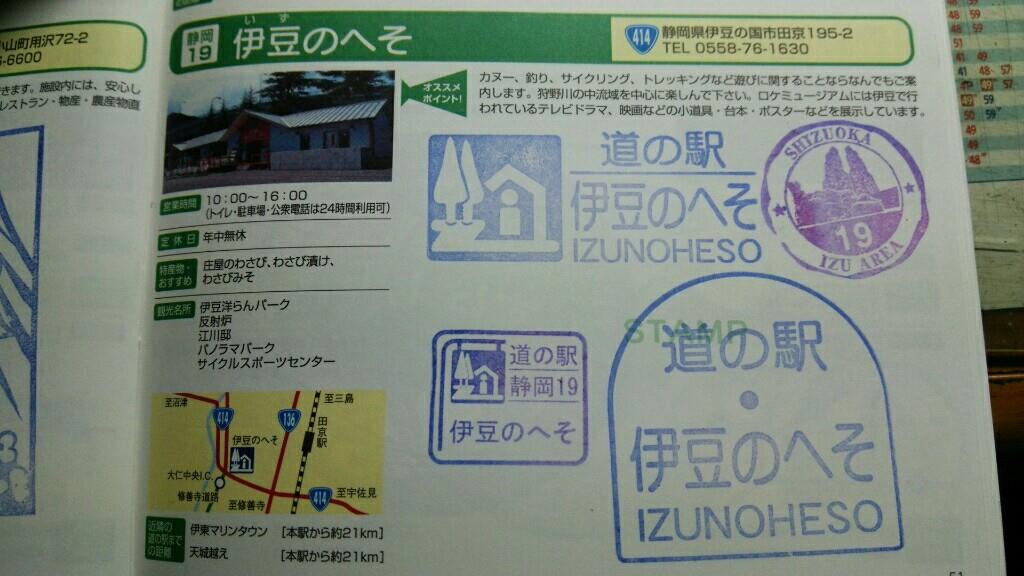 小山町用沢72-2
6-6600
きます。施設内には、安心し
レストラン・物産・農産物直
静岡
19
いず
伊豆のへそ
414
静岡県伊豆の国市田京195-2
TEL 0558-76-1630
オススメ
ポイント!
カヌー、釣り、サイクリング、トレッキングなど遊びに関することならなんでもご案
内します。狩野川の中流域を中心に楽しんで下さい。ロケミュージアムには伊豆で行
われているテレビドラマ、映画などの小道具・台本・ポスターなどを展示しています。
営業時間
10:00〜16:00
(トイレ・駐車場・公衆電話は24時間利用可)
定休日
年中無休
特産物・
おすすめ
庄屋のわさび、わさび漬け、
わさびみそ
観光名所
伊豆洋らんパーク
反射炉
江川邸
パノラマパーク
サイクルスポーツセンター
至沼津
414
136
至三島
田京駅
伊豆のへそ
大仁中央I.C.
修善寺道路
至修善寺
414
至宇佐見
近隣の
道の駅まで
の距離
伊東マリンタウン [本駅から約21km]
天城越え [本駅から約21km]
道の駅
伊豆のへそ
IZUNOHESO
SHIZUOKA
19
IZU AREA
道の駅
静岡19
伊豆のへそ
STAMP
道の駅
・
伊豆のへそ
IZUNOHESO
51